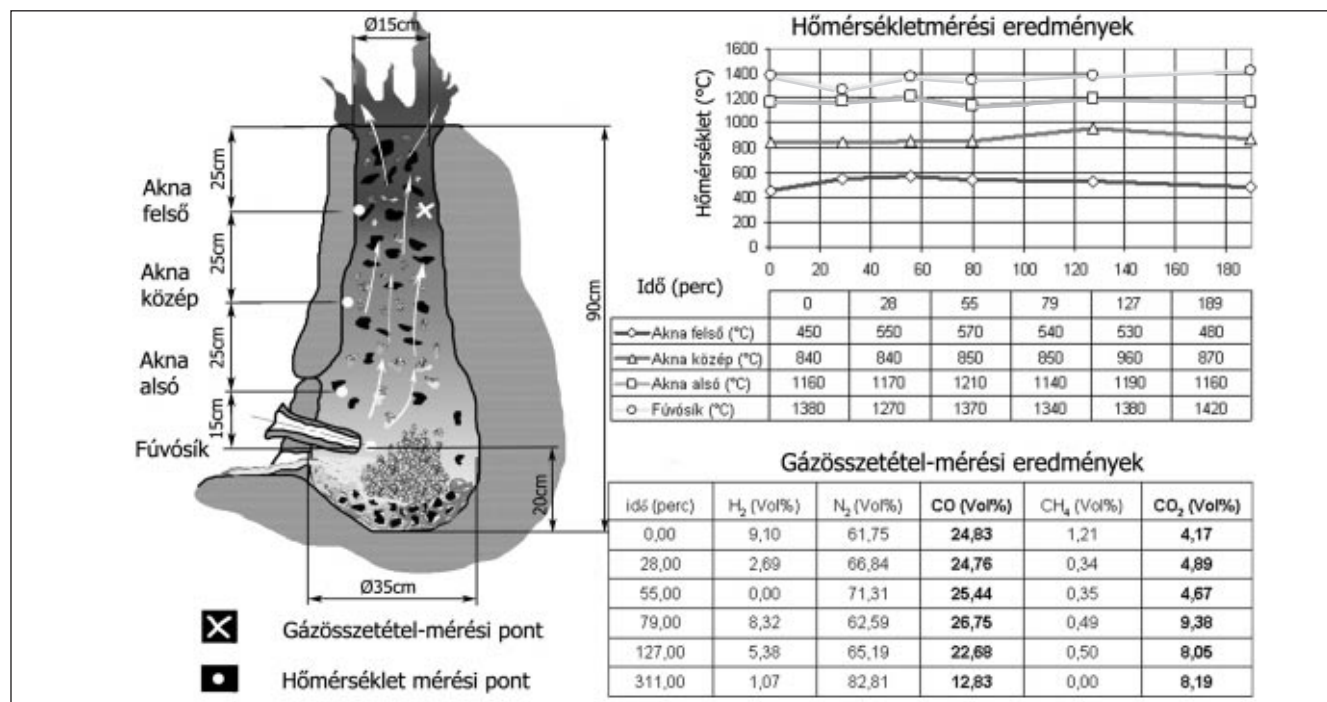 Ø15cm
25cm
Akna
felső
25cm
Akna
közép
25cm
Akna
alsó
15cm
Fúvósík
90cm
20cm
Ø35cm
Gázösszetétel-mérési pont
Hőmérséklet mérési pont
Hőmérsékletmérési eredmények
Hőmérséklet (°C)
1600
1400
1200
1000
800
600
400
200
0
0 20 40 60 80 100 120 140 160 180
Idő (perc)
0 28 55 79 127 189
Akna felső (°C) 450 550 570 540 530 480
Akna közép (°C) 840 840 850 850 960 870
Akna alsó (°C) 1160 1170 1210 1140 1190 1160
Fúvósík (°C) 1380 1270 1370 1340 1380 1420
Gázösszetétel-mérési eredmények
idő (perc) H₂ (Vol%) N₂ (Vol%) CO (Vol%) CH₄ (Vol%) CO₂ (Vol%)
0,00 9,10 61,75 24,83 1,21 4,17
28,00 2,69 66,84 24,76 0,34 4,89
55,00 0,00 71,31 25,44 0,35 4,67
79,00 8,32 62,59 26,75 0,49 9,38
127,00 5,38 65,19 22,68 0,50 8,05
311,00 1,07 82,81 12,83 0,00 8,19